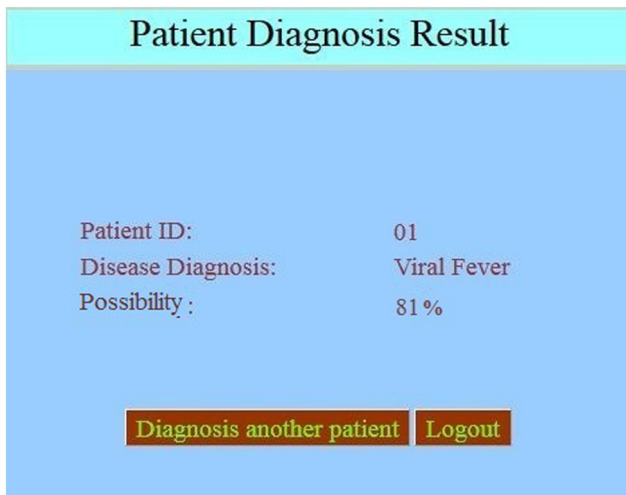 Patient Diagnosis Result
Patient ID: 01
Disease Diagnosis: Viral Fever
Possibility : 81%
Diagnosis another patient Logout